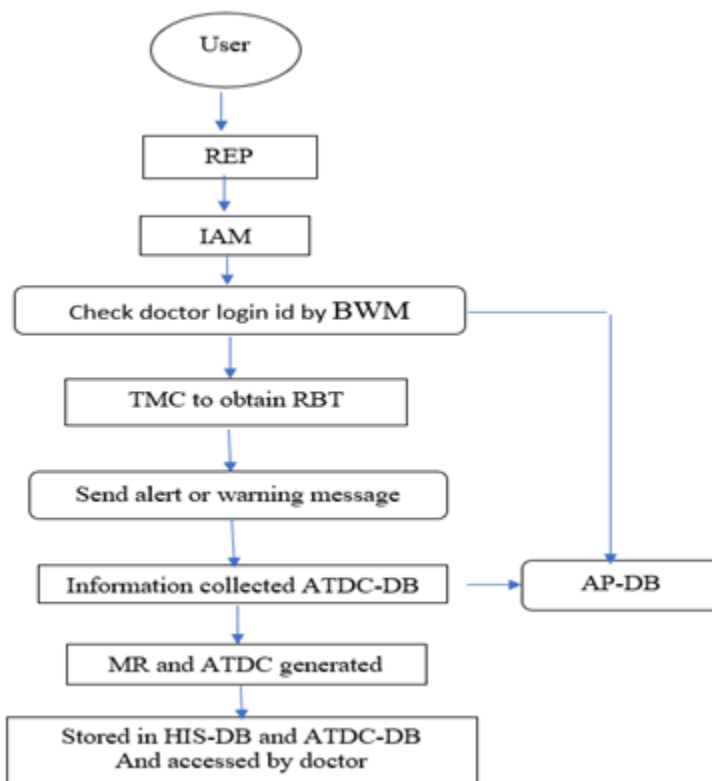 User
REP
IAM
Check doctor login id by BWM
TMC to obtain RBT
Send alert or warning message
Information collected ATDC-DB
AP-DB
MR and ATDC generated
Stored in HIS-DB and ATDC-DB
And accessed by doctor